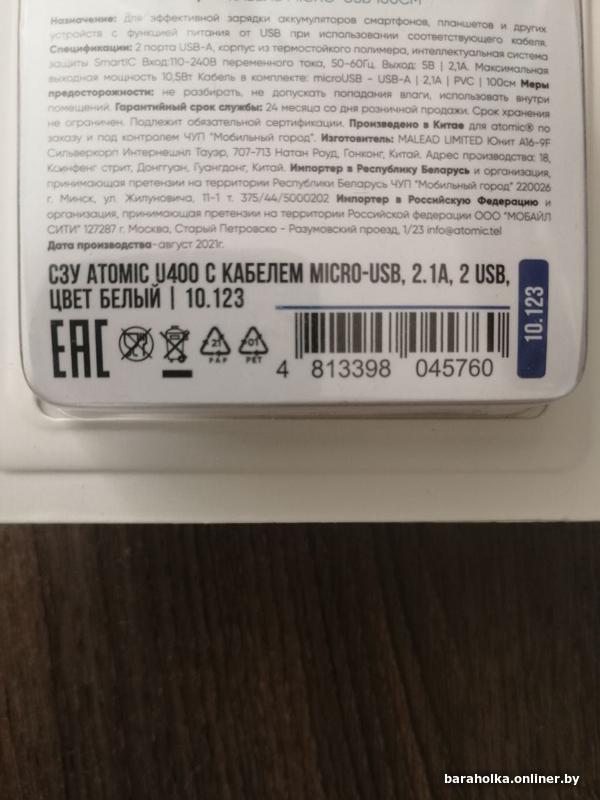 MICRO-USB 100CM
Назначение: Для эффективной зарядки аккумуляторов смартфонов, планшетов и других
устройств с функцией питания от USB при использовании соответствующего кабеля.
Спецификации: 2 порта USB-A, корпус из термостойкого полимера, интеллектуальная система
защиты SmartIC Вход:110-240В переменного тока, 50-60Гц. Выход: 5В | 2,1А. Максимальная
выходная мощность 10,5Вт Кабель в комплекте: microUSB - USB-A | 2,1A | PVC | 100см Меры
предосторожности: не разбирать, не допускать попадания влаги, использовать внутри
помещений. Гарантийный срок службы: 24 месяца со дня розничной продажи. Срок хранения
не ограничен. Подлежит обязательной сертификации. Произведено в Китае для atomic® по
заказу и под контролем ЧУП "Мобильный город". Изготовитель: MALEAD LIMITED Юнит А16-9F
Сильверкорп Интернешнл Тауэр, 707-713 Натан Роуд, Гонконг, Китай. Адрес производства: 18,
Ксинфенг стрит, Донггуан, Гуангдонг, Китай. Импортер в Республику Беларусь и организация,
принимающая претензии на территории Республики Беларусь ЧУП "Мобильный город" 220026
г. Минск, ул. Жилуновича, 11-1 т. 375/44/5000202 Импортер в Российскую Федерацию и
организация, принимающая претензии на территории Российской федерации ООО "МОБАЙЛ
СИТИ" 127287 г. Москва, Старый Петровско - Разумовский проезд, 1/23 info@atomic.tel
Дата производства-август 2021г.
СЗУ ATOMIC U400 С КАБЕЛЕМ MICRO-USB, 2.1A, 2 USB,
ЦВЕТ БЕЛЫЙ | 10.123
10.123
EAC
21
PAP
01
PET
4 813398 045760
baraholka.onliner.by